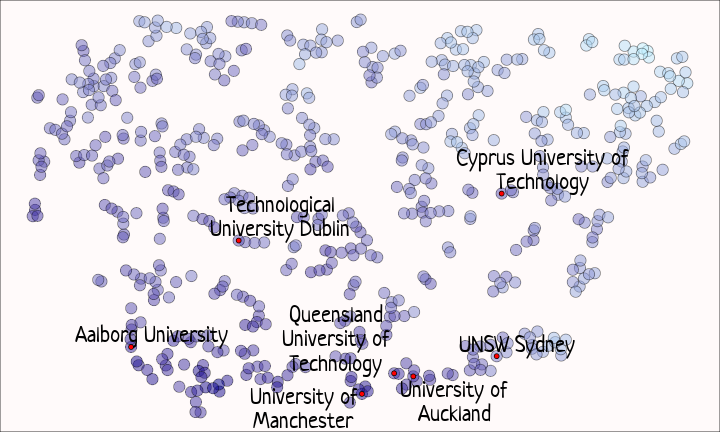 Cyprus University of
Technology
Technological
University Dublin
Queensland
University of
Technology
Aalborg University
UNSW Sydney
University of
Manchester
University of
Auckland